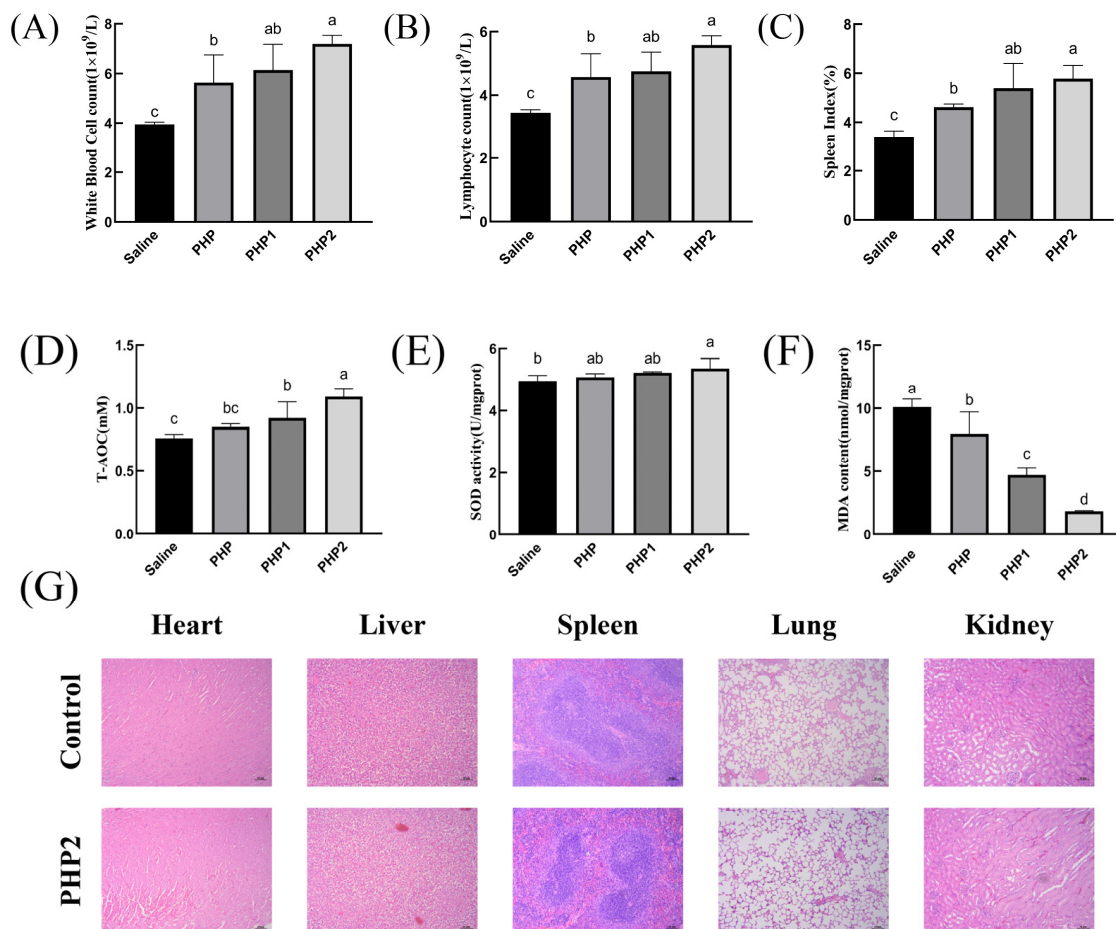 (A)
White Blood Cell count(1×10⁹/L)
8
6
4
2
0
c
b
ab
a
Saline
PHP
PHP1
PHP2
(B)
Lymphocyte count(1×10⁹/L)
6
4
2
0
c
b
ab
a
Saline
PHP
PHP1
PHP2
(C)
Spleen Index(%)
8
6
4
2
0
c
b
ab
a
Saline
PHP
PHP1
PHP2
(D)
T-AOC(mM)
1.5
1.0
0.5
0.0
c
bc
b
a
Saline
PHP
PHP1
PHP2
(E)
SOD activity(U/mgprot)
6
4
2
0
b
ab
ab
a
Saline
PHP
PHP1
PHP2
(F)
MDA content(nmol/mgprot)
15
10
5
0
a
b
c
d
Saline
PHP
PHP1
PHP2
(G)
Heart Liver Spleen Lung Kidney
Control
PHP2